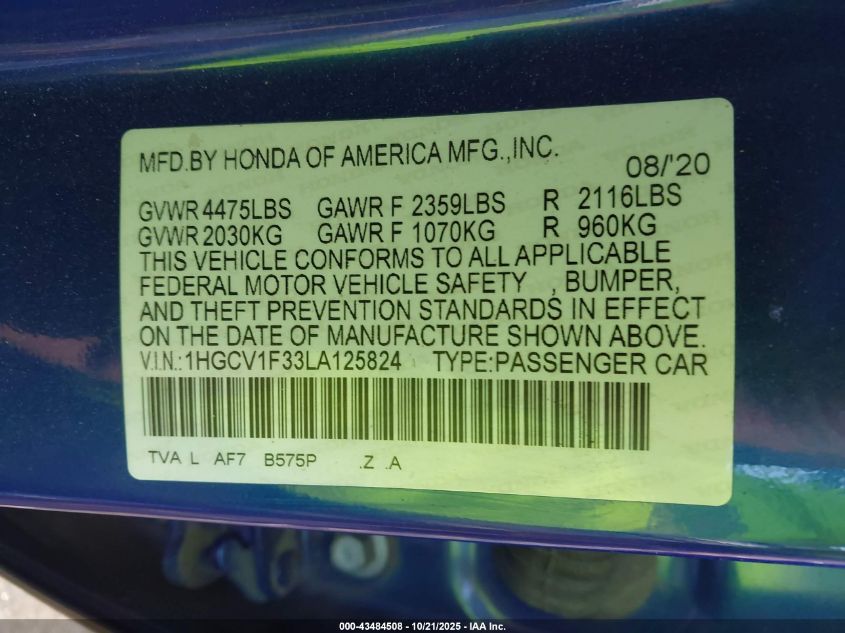 MFD.BY HONDA OF AMERICA MFG.,INC. 08/'20
GVWR 4475LBS GAWR F 2359LBS R 2116LBS
GVWR 2030KG GAWR F 1070KG R 960KG
THIS VEHICLE CONFORMS TO ALL APPLICABLE
FEDERAL MOTOR VEHICLE SAFETY , BUMPER,
AND THEFT PREVENTION STANDARDS IN EFFECT
ON THE DATE OF MANUFACTURE SHOWN ABOVE.
V.I.N.:1HGCV1F33LA125824 TYPE:PASSENGER CAR
TVA L AF7 B575P .Z .A
000-43484508 - 10/21/2025 - IAA Inc.